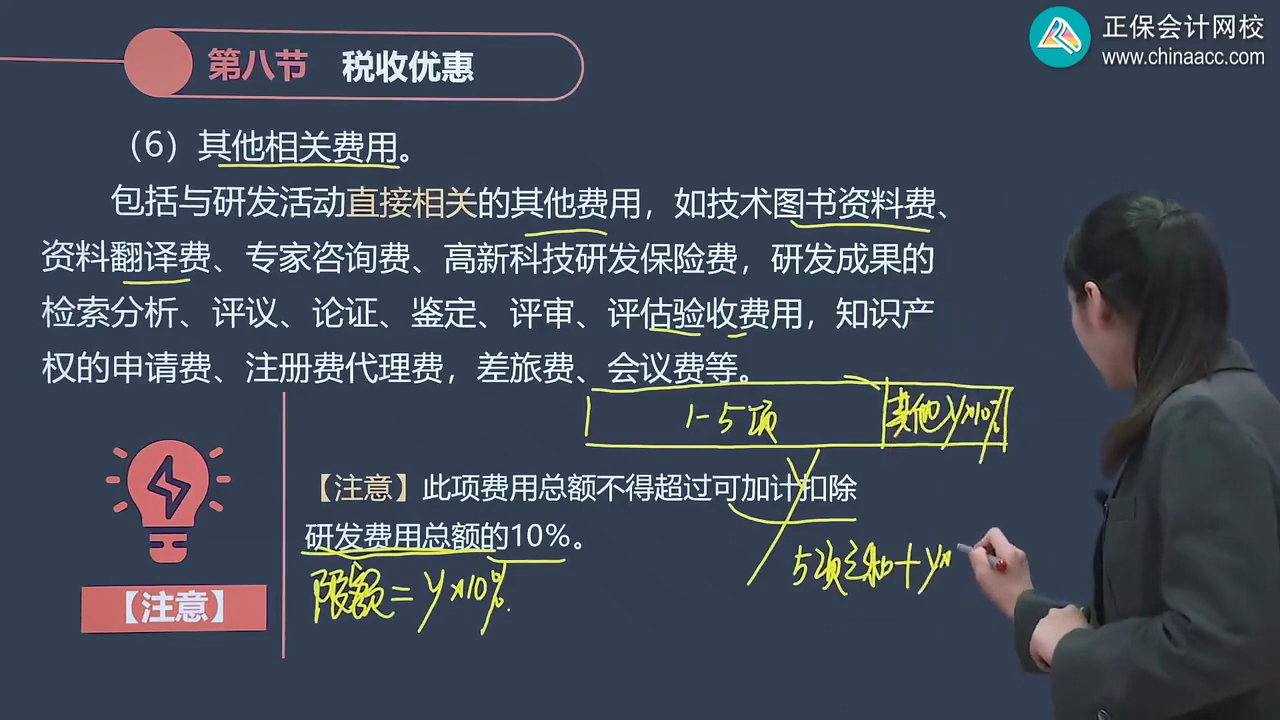 正保会计网校
www.chinaacc.com
第八节 税收优惠
（6）其他相关费用。
包括与研发活动直接相关的其他费用，如技术图书资料费、
资料翻译费、专家咨询费、高新科技研发保险费，研发成果的
检索分析、评议、论证、鉴定、评审、评估验收费用，知识产
权的申请费、注册费代理费，差旅费、会议费等。
1-5项 其他 y×10%
【注意】此项费用总额不得超过可加计扣除
研发费用总额的10%。
y
5项之和+y×
限额=y×10%.
【注意】